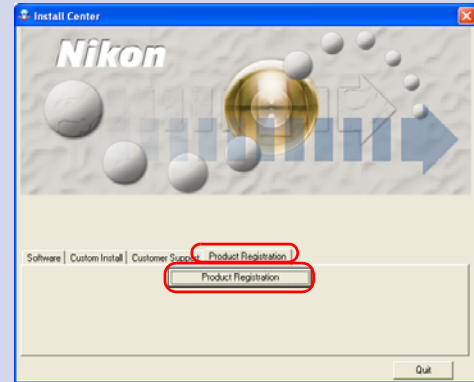 Install Center
Nikon
Software Custom Install Customer Support Product Registration
Product Registration
Quit